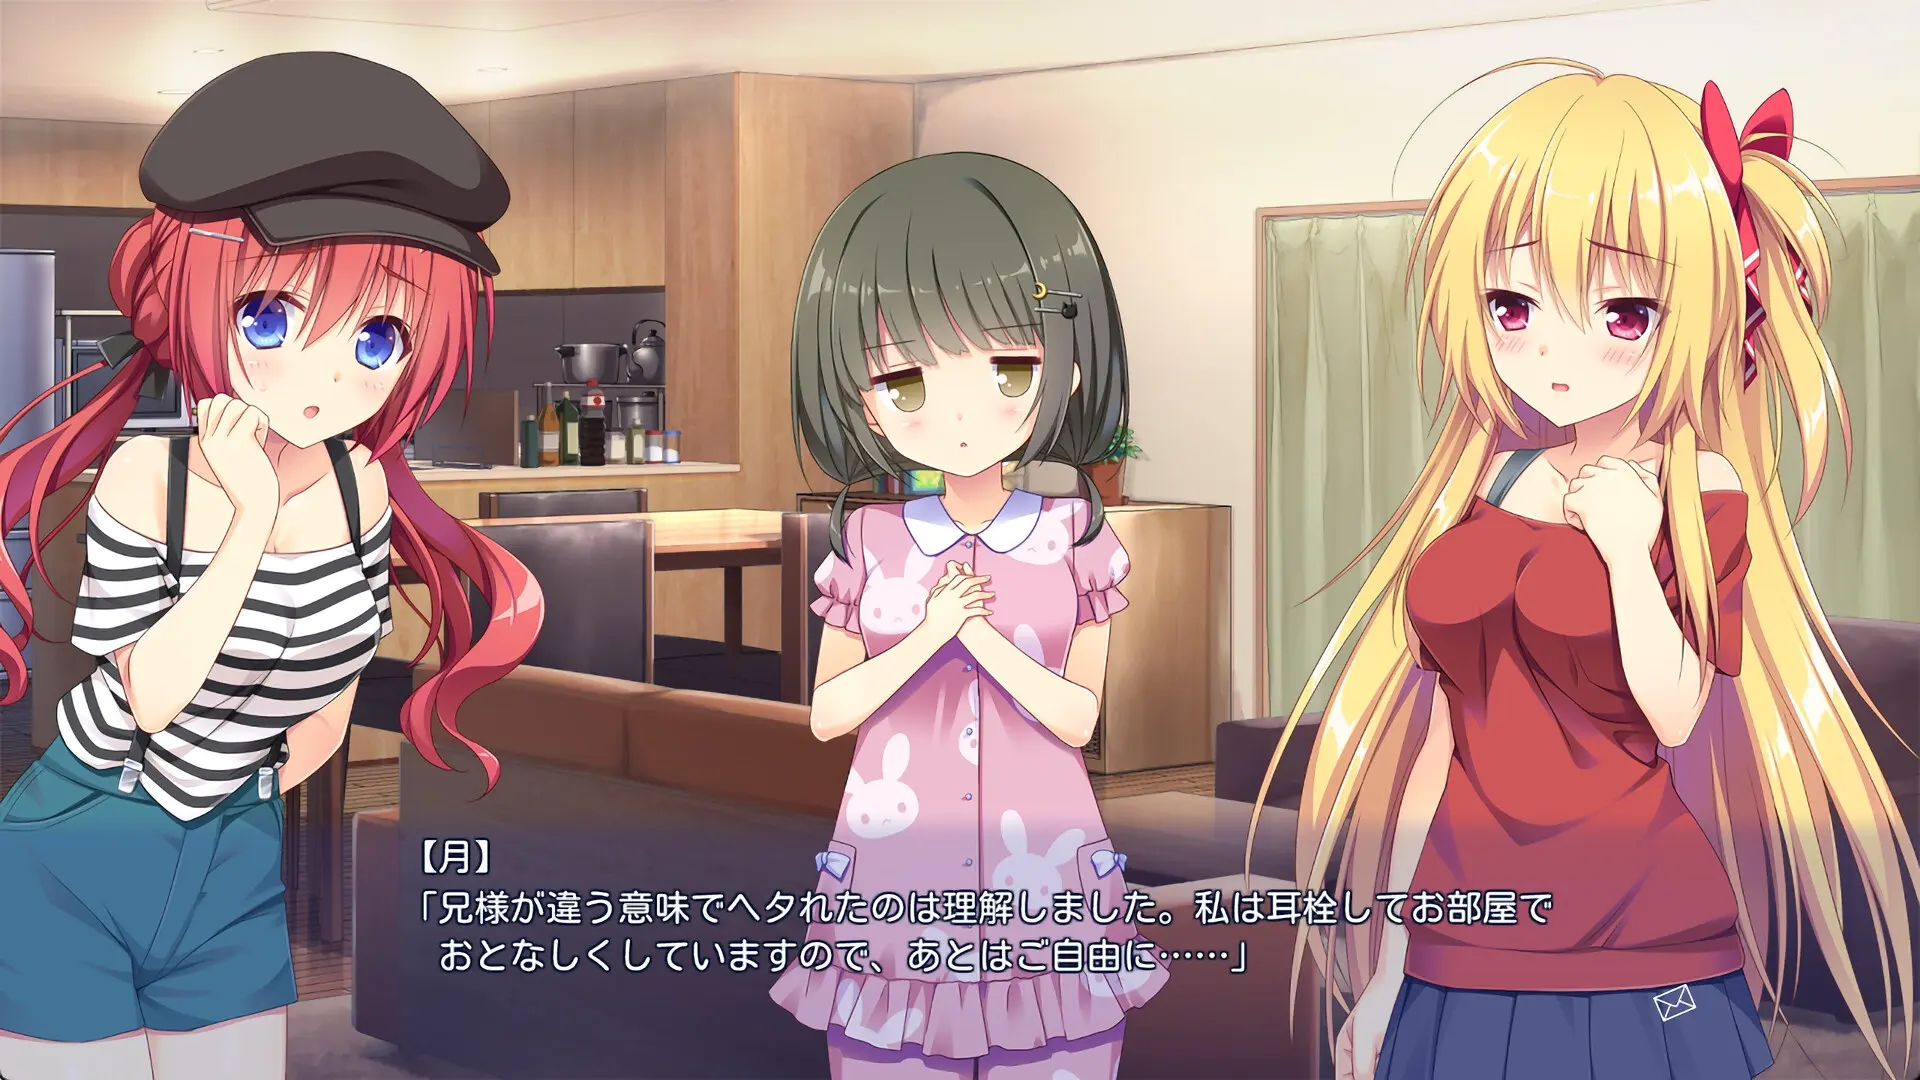 【月】
「兄様が違う意味でヘタれたのは理解しました。私は耳栓してお部屋で
おとなしくしていますので、あとはご自由に……」